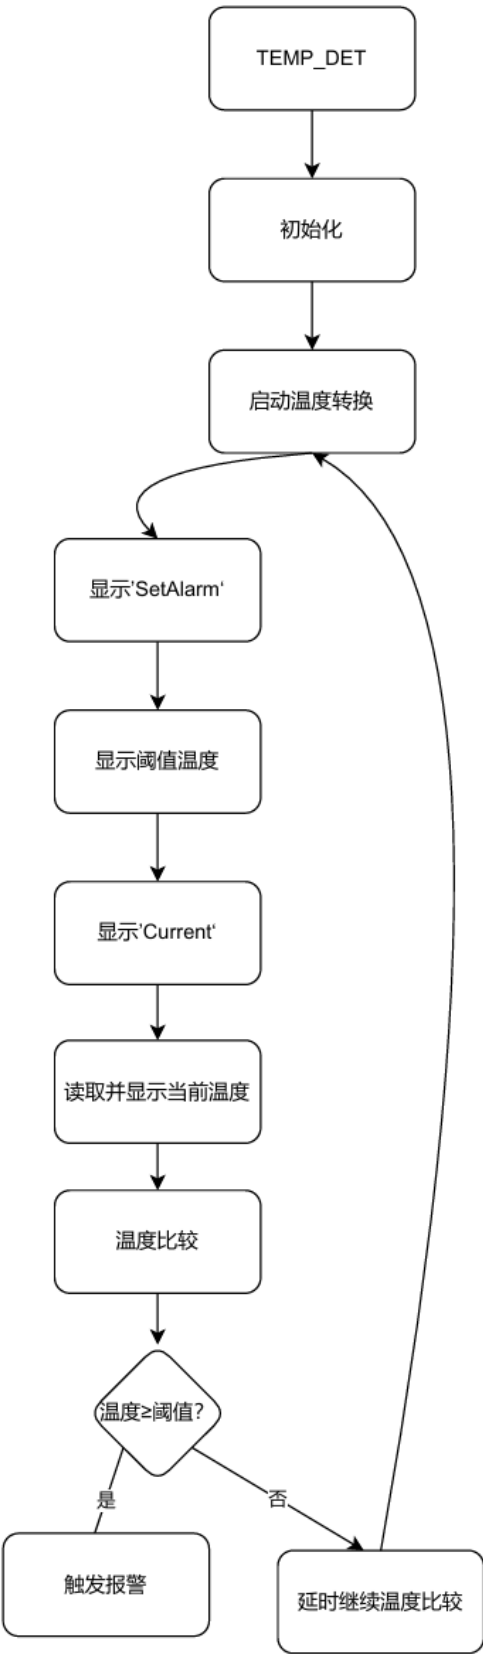 TEMP_DET
初始化
启动温度转换
显示'SetAlarm‘
显示阈值温度
显示'Current‘
读取并显示当前温度
温度比较
温度≥阈值?
是
否
触发报警
延时继续温度比较